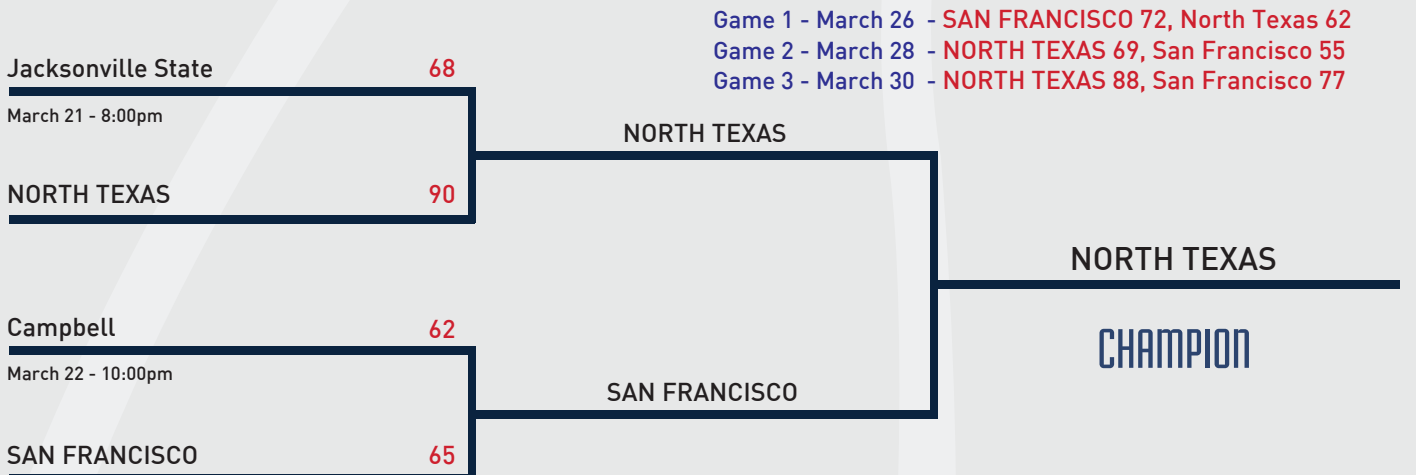 Game 1 - March 26 - SAN FRANCISCO 72, North Texas 62
Game 2 - March 28 - NORTH TEXAS 69, San Francisco 55
Game 3 - March 30 - NORTH TEXAS 88, San Francisco 77
Jacksonville State 68
March 21 - 8:00pm
NORTH TEXAS
NORTH TEXAS 90
NORTH TEXAS
CHAMPION
Campbell 62
March 22 - 10:00pm
SAN FRANCISCO
SAN FRANCISCO 65